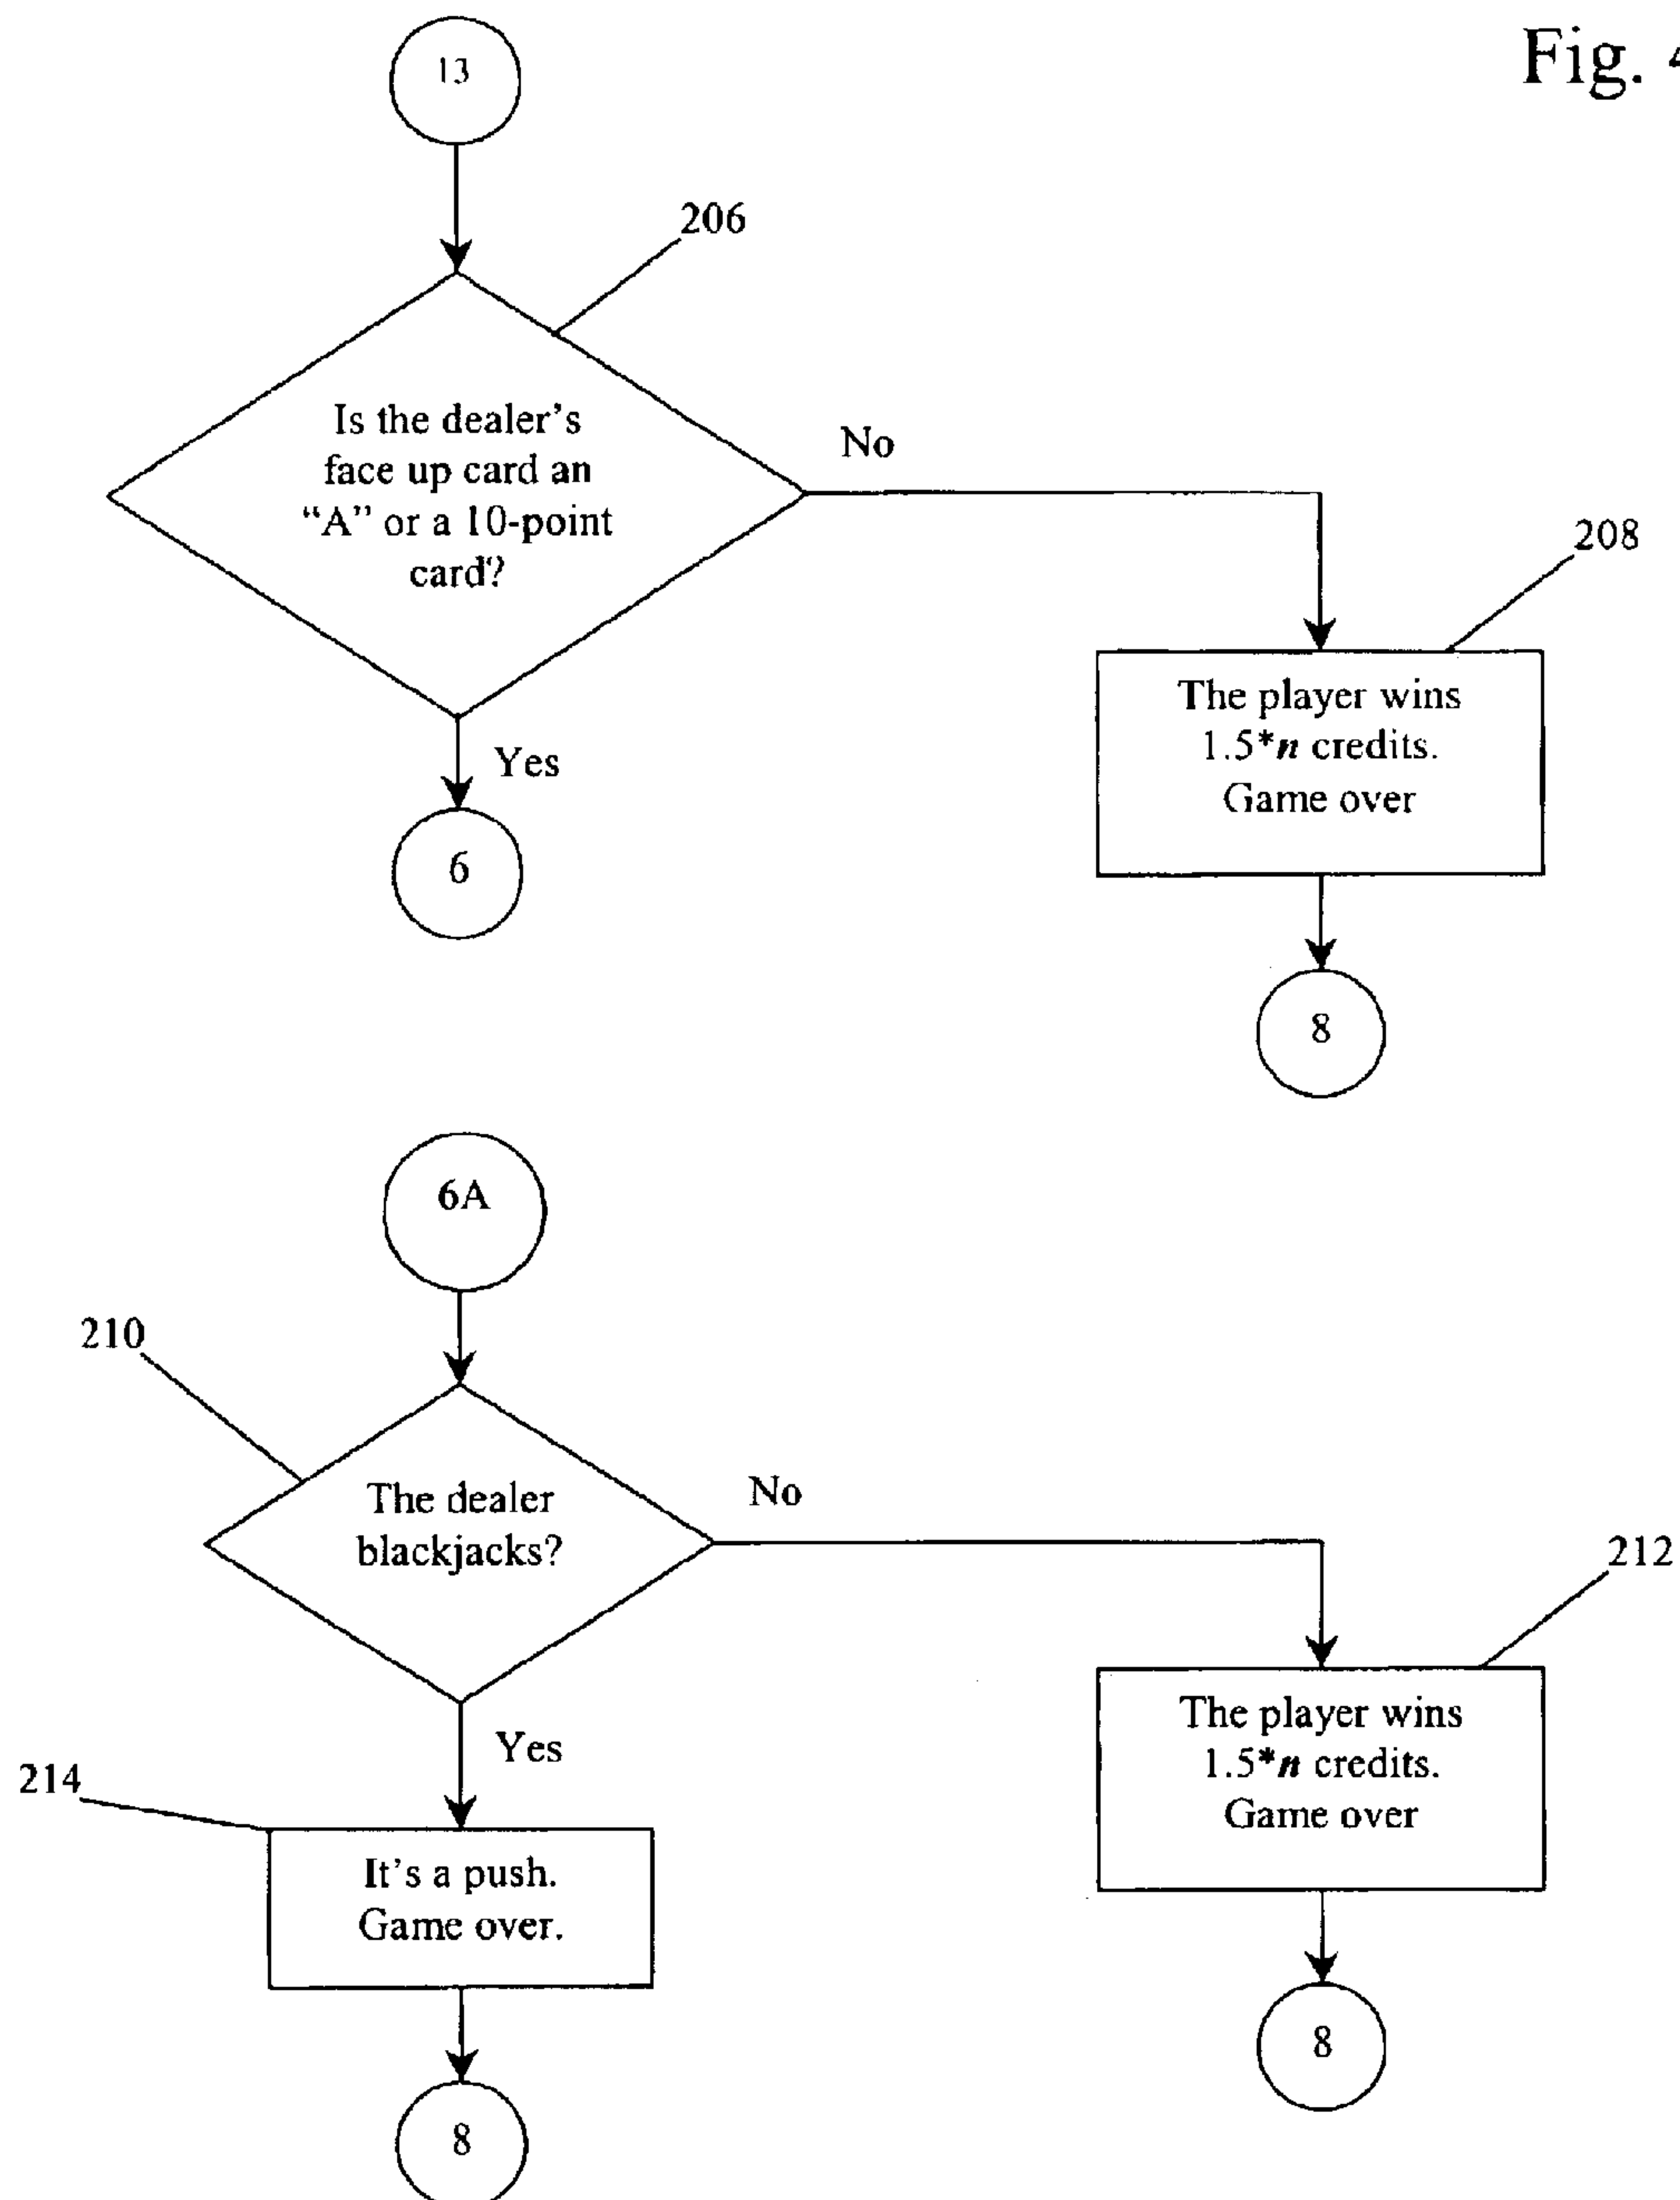 Fig. 4
13
206
Is the dealer's
face up card an
“A” or a 10-point
card?
No
208
The player wins
1.5*n credits.
Game over
Yes
6
8
6A
210
The dealer
blackjacks?
No
212
The player wins
1.5*n credits.
Game over
Yes
214
It's a push.
Game over.
8
8